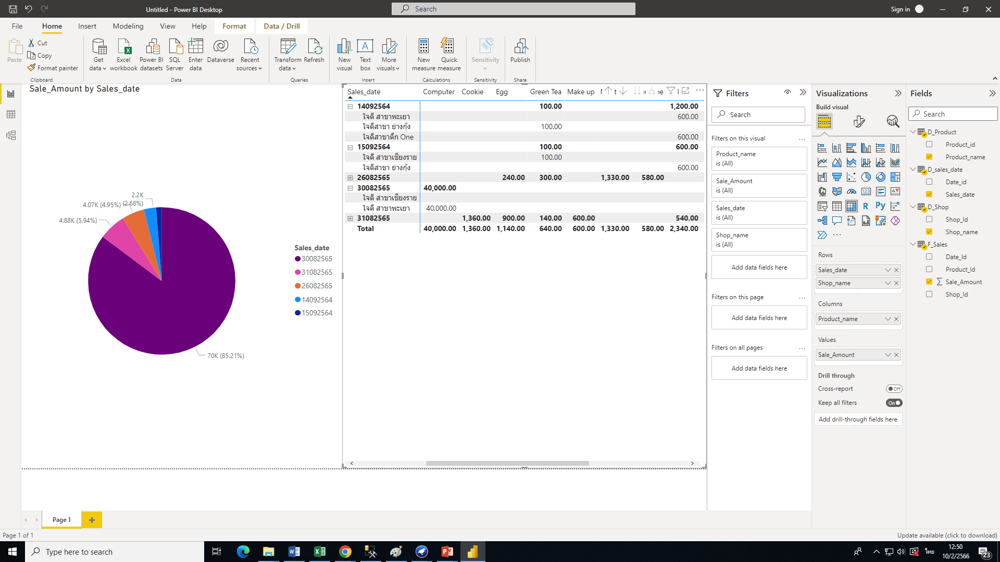 Untitled - Power BI Desktop
Search
Sign in
File Home Insert Modeling View Help Format Data / Drill
Paste
Cut
Copy
Format painter
Clipboard
Get data
Excel workbook
Power BI datasets
SQL Server
Enter data
Dataverse
Recent sources
Data
Transform data
Refresh
Queries
New visual
Text box
More visuals
Insert
New measure
Quick measure
Calculations
Sensitivity
Sensitivity
Publish
Share
Sale_Amount by Sales_date
2.2K
4.07K (4.95%) (2.68%)
4.88K (5.94%)
70K (85.21%)
Sales_date
30082565
31082565
26082565
14092564
15092564
Sales_date Computer Cookie Egg Green Tea Make up
14092564 100.00 1,200.00
ใจดี สาขาพะเยา 600.00
ใจดีสาขา ย่างกุ้ง 100.00
ใจดีสาขาตึก One 600.00
15092564 100.00 600.00
ใจดี สาขาเชียงราย 100.00
ใจดีสาขา ย่างกุ้ง 600.00
26082565 240.00 300.00 1,330.00 580.00
30082565 40,000.00
ใจดี สาขาเชียงราย
ใจดี สาขาพะเยา 40,000.00
31082565 1,360.00 900.00 140.00 600.00 540.00
Total 40,000.00 1,360.00 1,140.00 640.00 600.00 1,330.00 580.00 2,340.00
Filters
Search
Filters on this visual ...
Product_name
is (All)
Sale_Amount
is (All)
Sales_date
is (All)
Shop_name
is (All)
Add data fields here
Filters on this page ...
Add data fields here
Filters on all pages ...
Add data fields here
Visualizations
Build visual
123
R
Py
...
Rows
Sales_date
Shop_name
Columns
Product_name
Values
Sale_Amount
Drill through
Cross-report Off
Keep all filters On
Add drill-through fields here
Fields
Search
D_Product
Product_id
Product_name
D_sales_date
Date_id
Sales_date
D_Shop
Shop_Id
Shop_name
F_Sales
Date_Id
Product_Id
Sale_Amount
Shop_Id
Page 1
Page 1 of 1
Update available (click to download)
Type here to search
ไทย
12:50
10/2/2566
23